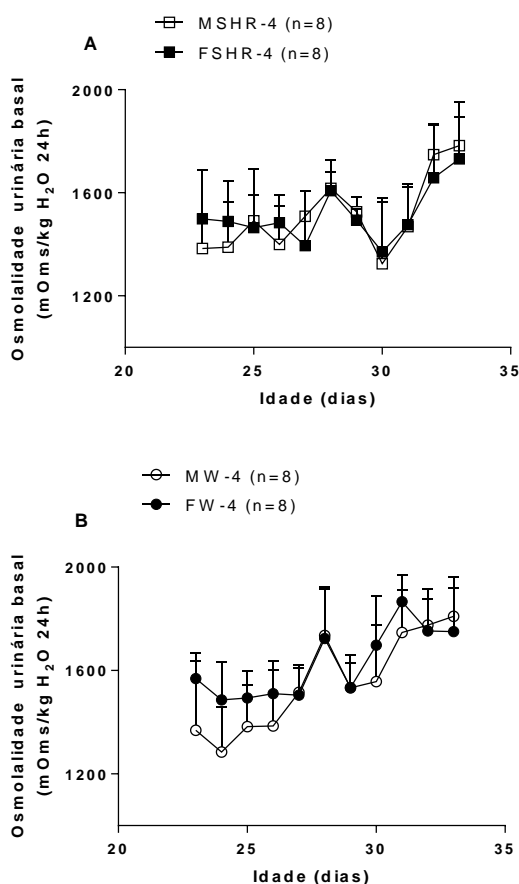 MSHR-4 (n=8)
A
FSHR-4 (n=8)
2000
1600
1200
Osmolalidade urinária basal
(mOms/kg H₂O 24h)
20
25
30
35
Idade (dias)
MW-4 (n=8)
FW-4 (n=8)
B
2000
1600
1200
Osmolalidade urinária basal
(mOms/kg H₂O 24h)
20
25
30
35
Idade (dias)